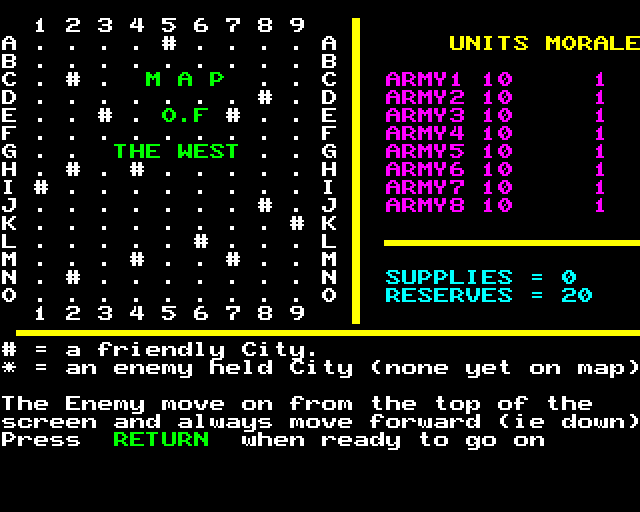 1 2 3 4 5 6 7 8 9
A . . . . # . . . . A UNITS MORALE
B . . . . . . . . . B
C . # . M A P . . C ARMY1 10 1
D . . . . . . . # . D ARMY2 10 1
E . . # . O.F # . . E ARMY3 10 1
F . . . . . . . . . F ARMY4 10 1
G . . THE WEST . . G ARMY5 10 1
H . # . # . . . . . H ARMY6 10 1
I # . . . . . . . . I ARMY7 10 1
J . . . . . . . # . J ARMY8 10 1
K . . . . . . . . # K
L . . . . . # . . . L
M . . . # . . # . . M
N . # . . . . . . . N SUPPLIES = 0
O . . . . . . . . . O RESERVES = 20
1 2 3 4 5 6 7 8 9
# = a friendly City.
* = an enemy held City (none yet on map)
The Enemy move on from the top of the
screen and always move forward (ie down)
Press RETURN when ready to go on